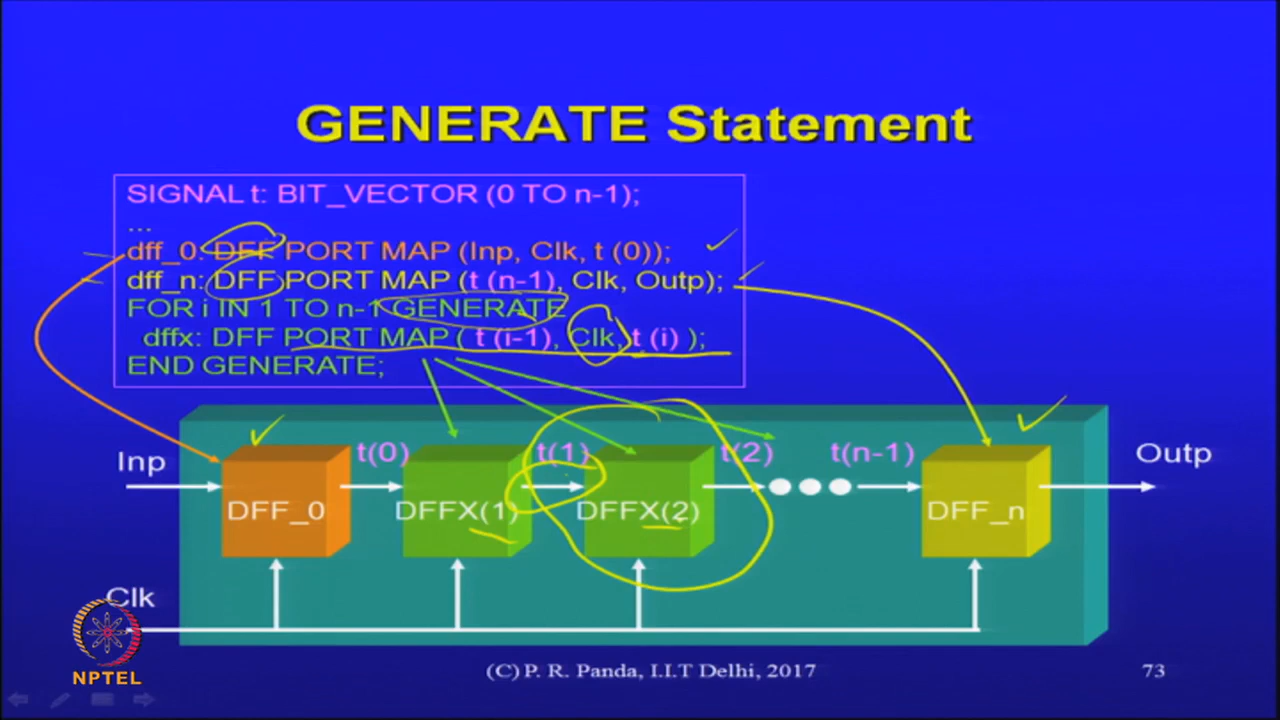 GENERATE Statement
SIGNAL t: BIT_VECTOR (0 TO n-1);
...
dff_0: DFF PORT MAP (Inp, Clk, t (0));
dff_n: DFF PORT MAP (t (n-1), Clk, Outp);
FOR i IN 1 TO n-1 GENERATE
dffx: DFF PORT MAP ( t (i-1), Clk, t (i) );
END GENERATE;
Inp t(0) t(1) t(2) t(n-1) Outp
DFF_0 DFFX(1) DFFX(2) DFF_n
Clk
NPTEL
(C) P. R. Panda, I.I.T Delhi, 2017 73